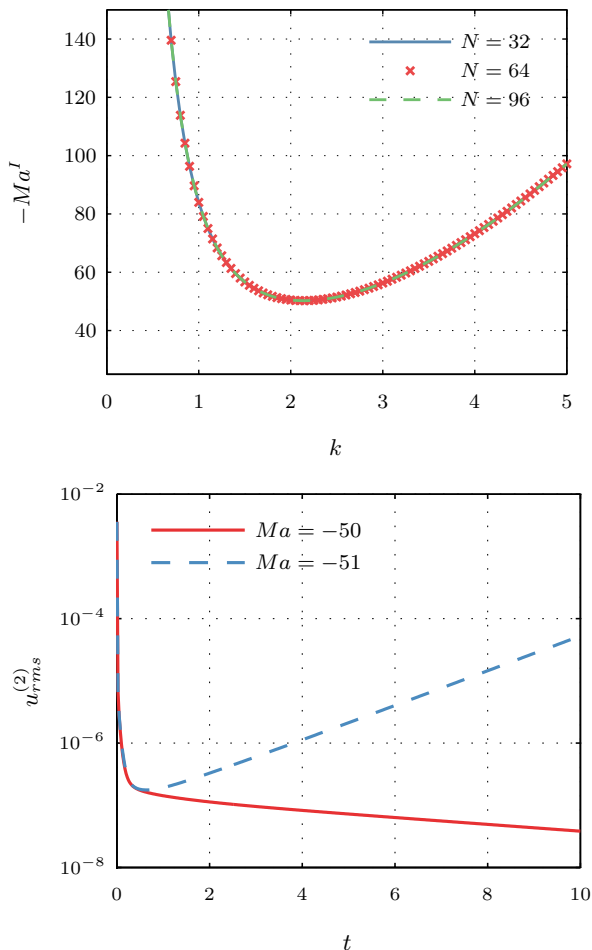 140
120
100
80
60
40
−Ma^I
N = 32
N = 64
N = 96
0 1 2 3 4 5
k
10^−2
10^−4
10^−6
10^−8
u_rms^(2)
Ma = −50
Ma = −51
0 2 4 6 8 10
t